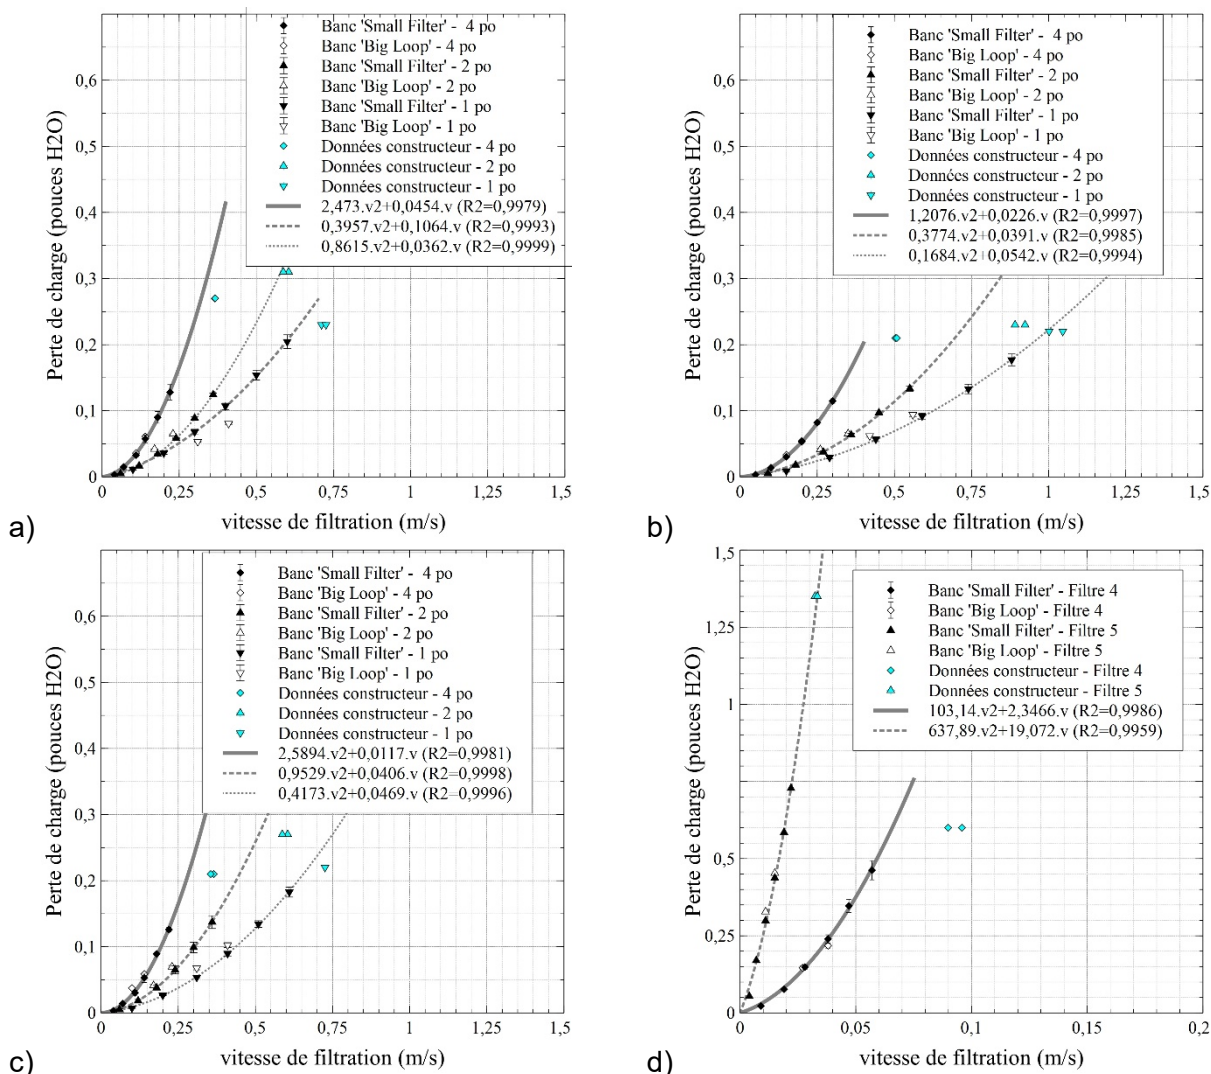 Perte de charge (pouces H2O)
0,6
0,5
0,4
0,3
0,2
0,1
0
Banc 'Small Filter' - 4 po
Banc 'Big Loop' - 4 po
Banc 'Small Filter' - 2 po
Banc 'Big Loop' - 2 po
Banc 'Small Filter' - 1 po
Banc 'Big Loop' - 1 po
Données constructeur - 4 po
Données constructeur - 2 po
Données constructeur - 1 po
2,473.v2+0,0454.v (R2=0,9979)
0,3957.v2+0,1064.v (R2=0,9993)
0,8615.v2+0,0362.v (R2=0,9999)
0 0,25 0,5 0,75 1 1,25 1,5
vitesse de filtration (m/s)
a)
Perte de charge (pouces H2O)
0,6
0,5
0,4
0,3
0,2
0,1
0
Banc 'Small Filter' - 4 po
Banc 'Big Loop' - 4 po
Banc 'Small Filter' - 2 po
Banc 'Big Loop' - 2 po
Banc 'Small Filter' - 1 po
Banc 'Big Loop' - 1 po
Données constructeur - 4 po
Données constructeur - 2 po
Données constructeur - 1 po
1,2076.v2+0,0226.v (R2=0,9997)
0,3774.v2+0,0391.v (R2=0,9985)
0,1684.v2+0,0542.v (R2=0,9994)
0 0,25 0,5 0,75 1 1,25 1,5
vitesse de filtration (m/s)
b)
Perte de charge (pouces H2O)
0,6
0,5
0,4
0,3
0,2
0,1
0
Banc 'Small Filter' - 4 po
Banc 'Big Loop' - 4 po
Banc 'Small Filter' - 2 po
Banc 'Big Loop' - 2 po
Banc 'Small Filter' - 1 po
Banc 'Big Loop' - 1 po
Données constructeur - 4 po
Données constructeur - 2 po
Données constructeur - 1 po
2,5894.v2+0,0117.v (R2=0,9981)
0,9529.v2+0,0406.v (R2=0,9998)
0,4173.v2+0,0469.v (R2=0,9996)
0 0,25 0,5 0,75 1 1,25 1,5
vitesse de filtration (m/s)
c)
Perte de charge (pouces H2O)
1,5
1,25
1
0,5
0,25
0
Banc 'Small Filter' - Filtre 4
Banc 'Big Loop' - Filtre 4
Banc 'Small Filter' - Filtre 5
Banc 'Big Loop' - Filtre 5
Données constructeur - Filtre 4
Données constructeur - Filtre 5
103,14.v2+2,3466.v (R2=0,9986)
637,89.v2+19,072.v (R2=0,9959)
0 0,05 0,1 0,15 0,2
vitesse de filtration (m/s)
d)